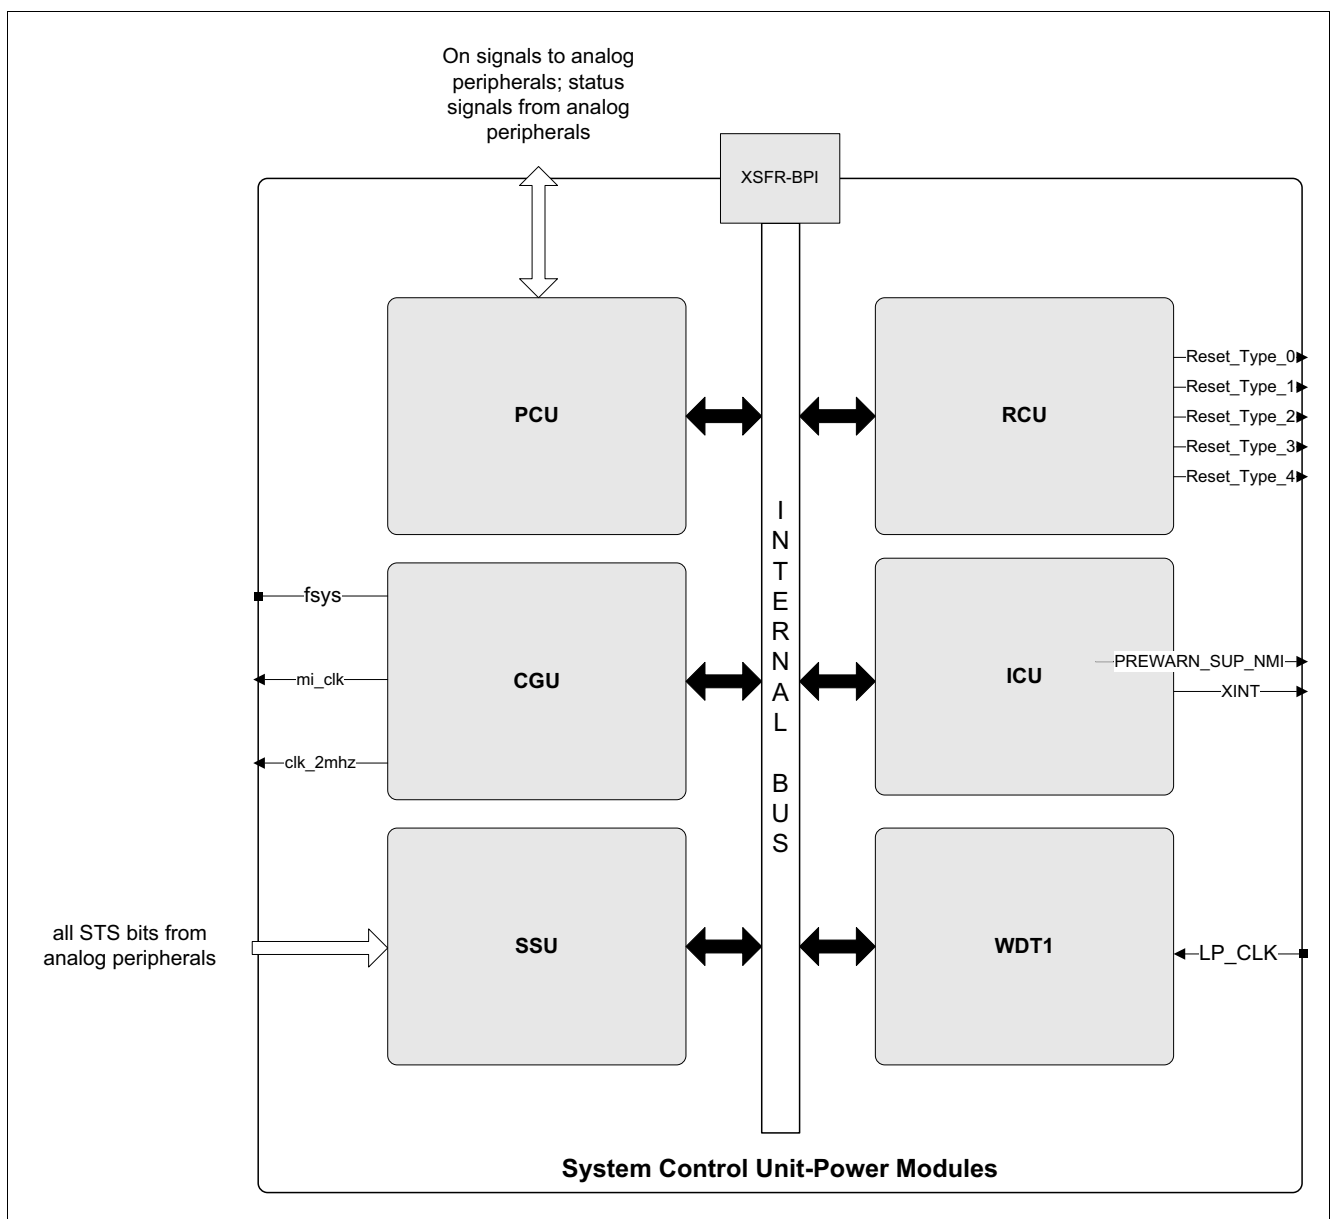 On signals to analog
peripherals; status
signals from analog
peripherals
XSFR-BPI
PCU
RCU
Reset_Type_0
Reset_Type_1
Reset_Type_2
Reset_Type_3
Reset_Type_4
INTERNAL BUS
fsys
mi_clk
clk_2mhz
CGU
ICU
PREWARN_SUP_NMI
XINT
all STS bits from
analog peripherals
SSU
WDT1
LP_CLK
System Control Unit-Power Modules